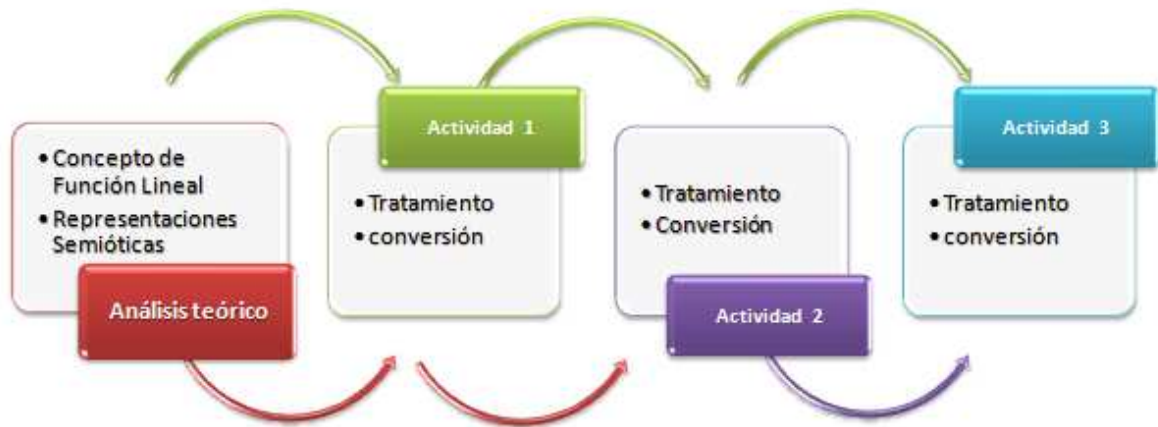 • Concepto de
Función Lineal
• Representaciones
Semióticas
Análisis teórico
Actividad 1
• Tratamiento
• conversión
• Tratamiento
• Conversión
Actividad 2
Actividad 3
• Tratamiento
• conversión